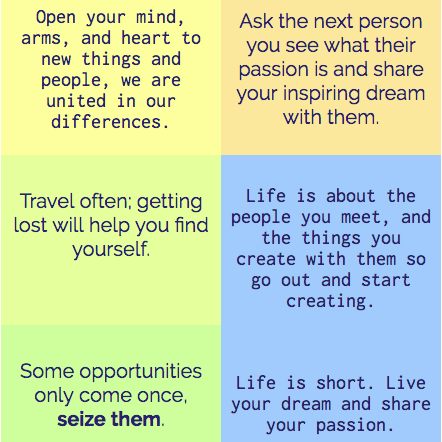 Open your mind,
arms, and heart to
new things and
people, we are
united in our
differences.
Ask the next person
you see what their
passion is and share
your inspiring dream
with them.
Travel often; getting
lost will help you find
yourself.
Life is about the
people you meet, and
the things you
create with them so
go out and start
creating.
Some opportunities
only come once,
seize them.
Life is short. Live
your dream and share
your passion.